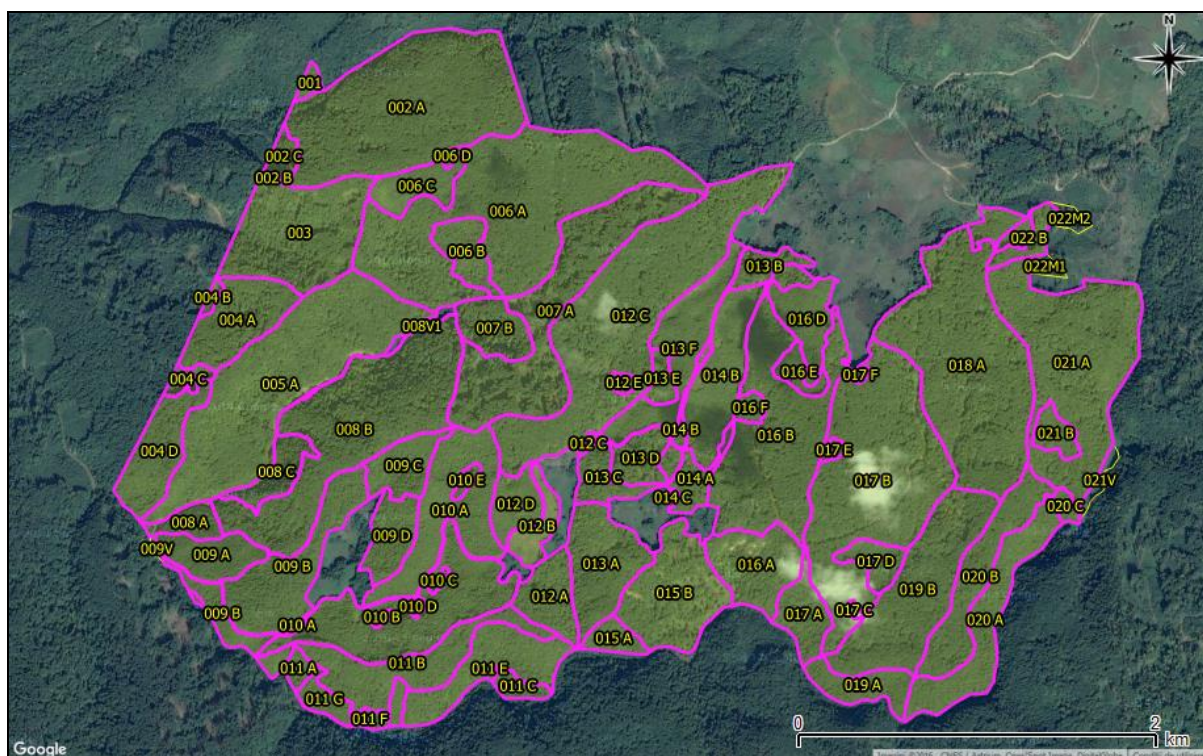 N
001
002 A
002 C
002 B
006 D
006 C
006 A
003
006 B
022M2
022 B
022M1
013 B
004 B
004 A
008V1
007 B
007 A
012 C
016 D
013 F
004 C
005 A
012 E
013 E
014 B
016 E
017 F
018 A
021 A
016 F
008 B
014 B
016 B
021 B
004 D
012 C
017 E
008 C
009 C
013 D
010 E
013 C
014 A
017 B
021V
014 C
020 C
012 D
010 A
008 A
012 B
009 D
009V
009 A
009 B
013 A
016 A
017 D
010 C
020 B
009 B
012 A
015 B
019 B
010 D
010 B
017 C
017 A
020 A
010 A
015 A
011 B
011 A
011 E
011 C
019 A
011 G
011 F
0
2
km
Google